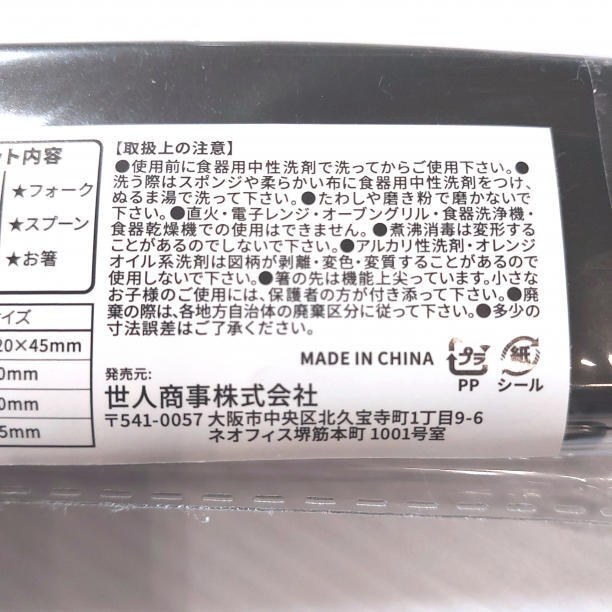 ット内容
★フォーク
★スプーン
★お箸
イズ
20×45mm
0mm
0mm
5mm
【取扱上の注意】
●使用前に食器用中性洗剤で洗ってからご使用下さい。●
洗う際はスポンジや柔らかい布に食器用中性洗剤をつけ、
ぬるま湯で洗って下さい。●たわしや磨き粉で磨かないで
下さい。●直火・電子レンジ・オーブングリル・食器洗浄機・
食器乾燥機での使用はできません。●煮沸消毒は変形する
ことがあるのでしないで下さい。●アルカリ性洗剤・オレンジ
オイル系洗剤は図柄が剥離・変色・変質することがあるので
使用しないで下さい。●箸の先は機能上尖っています。小さな
お子様のご使用には、保護者の方が付き添って下さい。●廃
棄の際は、各地方自治体の廃棄区分に従って下さい。●多少の
寸法誤差はご了承ください。
MADE IN CHINA
プラ
PP
紙
シール
発売元:
世人商事株式会社
〒541-0057 大阪市中央区北久宝寺町1丁目9-6
ネオフィス堺筋本町 1001号室